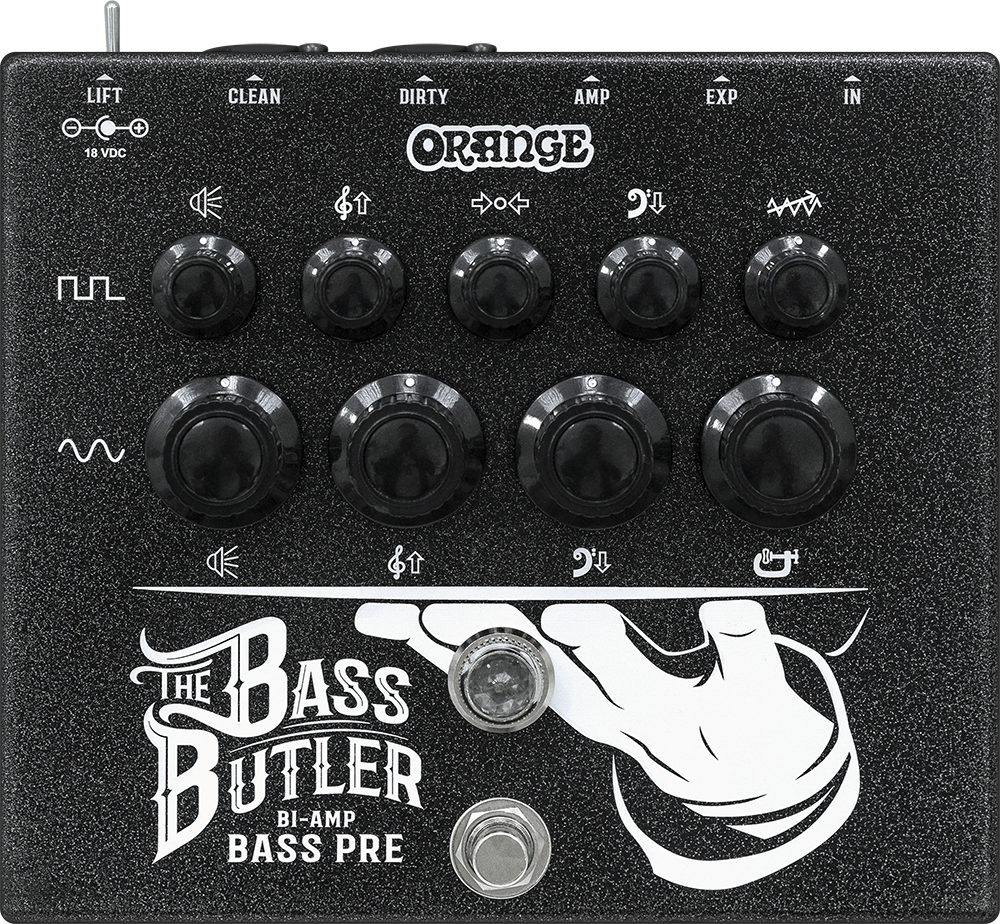 LIFT CLEAN DIRTY AMP EXP IN
18 VDC
ORANGE
THE BASS
BUTLER
BI-AMP
BASS PRE